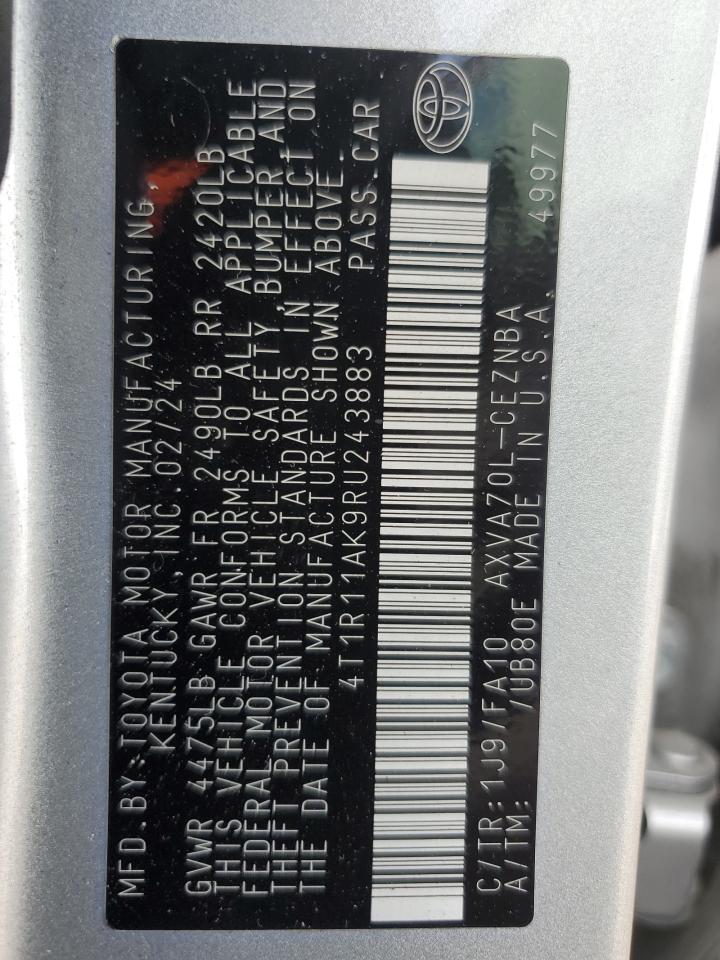 MFD.BY:TOYOTA MOTOR MANUFACTURING,
KENTUCKY, INC.02/24
GVWR 4475LB GAWR FR 2490LB RR 2420LB
THIS VEHICLE CONFORMS TO ALL APPLICABLE
FEDERAL MOTOR VEHICLE SAFETY, BUMPER, AND
THEFT PREVENTION STANDARDS IN EFFECT ON
THE DATE OF MANUFACTURE SHOWN ABOVE.
4T1R11AK9RU243883 PASS.CAR
C/TR:1J9/FA10 AXVA70L-CEZNBA
A/TM: /UB80E MADE IN U.S.A. 49977